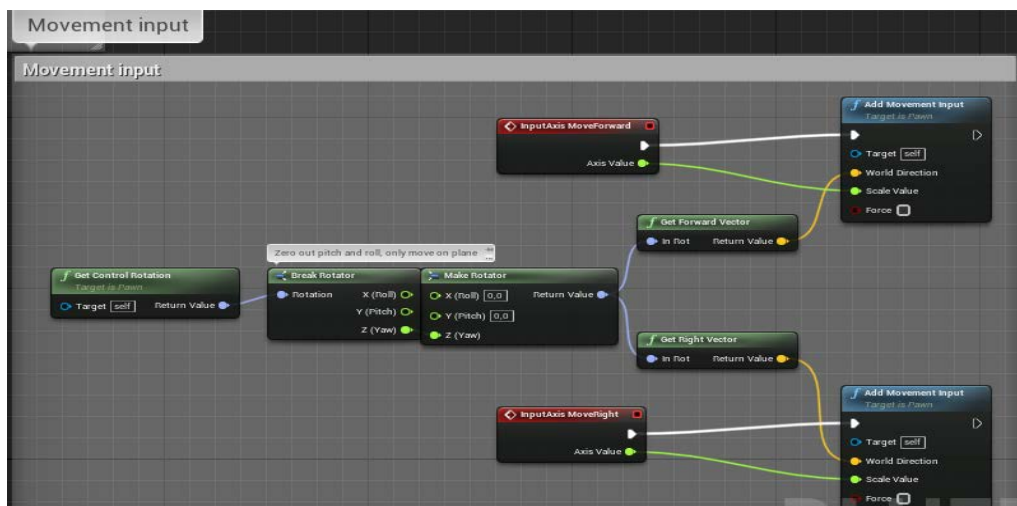 Movement input
Movement input
Add Movement Input
Target is Pawn
InputAxis MoveForward
Axis Value
Target self
World Direction
Scale Value
Force
Get Forward Vector
In Rot Return Value
Zero out pitch and roll, only move on plane
Get Control Rotation
Target is Pawn
Target self Return Value
Break Rotator
Rotation X (Roll)
Y (Pitch)
Z (Yaw)
Make Rotator
X (Roll) 0,0 Return Value
Y (Pitch) 0,0
Z (Yaw)
Get Right Vector
In Rot Return Value
Add Movement Input
Target is Pawn
InputAxis MoveRight
Axis Value
Target self
World Direction
Scale Value
Force